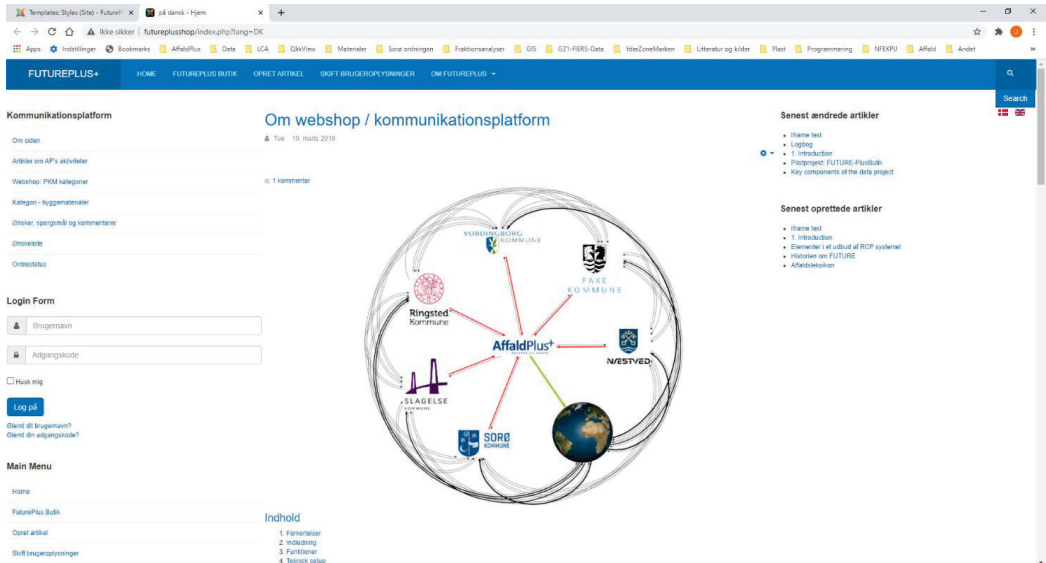 Templates: Styles (Site) - FutureP
på dansk - Hjem
Ikke sikker | futureplusshop/index.php?lang=DK
Apps Indstillinger Bookmarks AffaldPlus Data LCA QlikView Materialer Sorø ordningen Fraktionsanalyser GIS GZ1-FIERS-Data YderZoneMarken Litteratur og kilder Plast Programmering NFEXPU Affald Andet
FUTUREPLUS+ HOME FUTUREPLUS BUTIK OPRET ARTIKEL SKIFT BRUGEROPLYSNINGER OM FUTUREPLUS
Search
Kommunikationsplatform
Om siden
Artikler om AP's aktiviteter
Webshop: PKM kategorier
Kategori - byggematerialer
Ønsker, spørgsmål og kommentarer
Ønskeliste
Ordrestatus
Login Form
Brugernavn
Adgangskode
Husk mig
Log på
Glemt dit brugernavn?
Glemt din adgangskode?
Main Menu
Home
FuturePlus Butik
Opret artikel
Skift brugeroplysninger
Om webshop / kommunikationsplatform
Tue 19. marts 2019
1 kommentar
VORDINGBORG
KOMMUNE
FAXE
KOMMUNE
Ringsted
Kommune
AffaldPlus+
NÆSTVED
SLAGELSE
KOMMUNE
SORØ
KOMMUNE
Indhold
1. Forkortelser
2. Indledning
3. Funktioner
4. Teknisk setup
Senest ændrede artikler
Iframe test
Logbog
1. Introduction
Pilotprojekt: FUTURE-PlusButik
Key components of the data project
Senest oprettede artikler
Iframe test
1. Introduction
Elementer i et udbud af RCP systemet
Historien om FUTURE
Affaldsleksikon